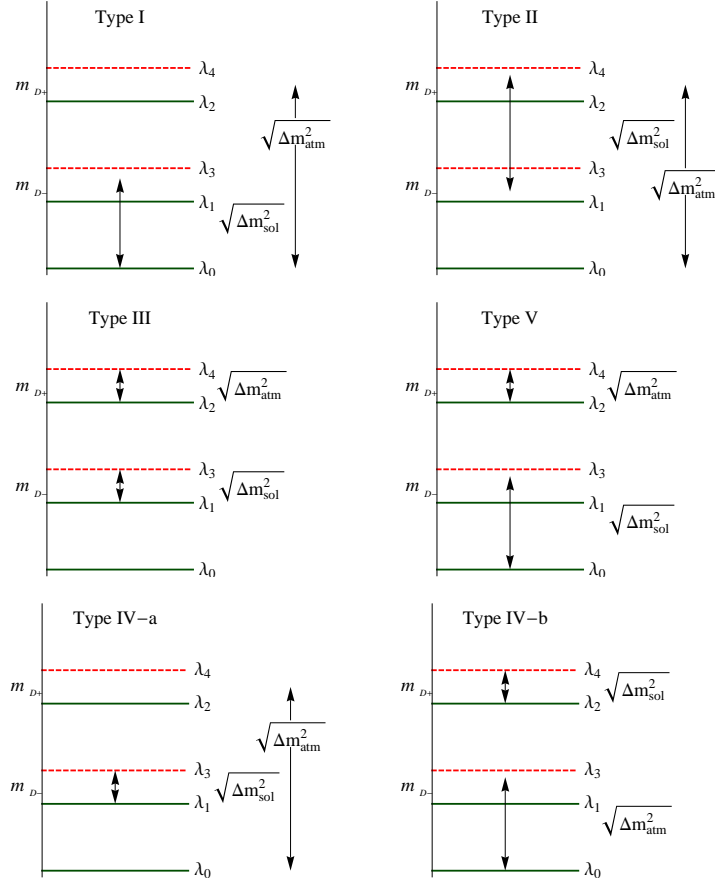 Type I
λ4
m D+
λ2
√Δm²atm
λ3
m D−
λ1
√Δm²sol
λ0
Type II
λ4
m D+
λ2
√Δm²sol
λ3
√Δm²atm
m D−
λ1
λ0
Type III
λ4
√Δm²atm
m D+
λ2
λ3
√Δm²sol
m D−
λ1
λ0
Type V
λ4
√Δm²atm
m D+
λ2
λ3
m D−
λ1
√Δm²sol
λ0
Type IV−a
λ4
m D+
λ2
√Δm²atm
λ3
√Δm²sol
m D−
λ1
λ0
Type IV−b
λ4
√Δm²sol
m D+
λ2
λ3
m D−
λ1
√Δm²atm
λ0